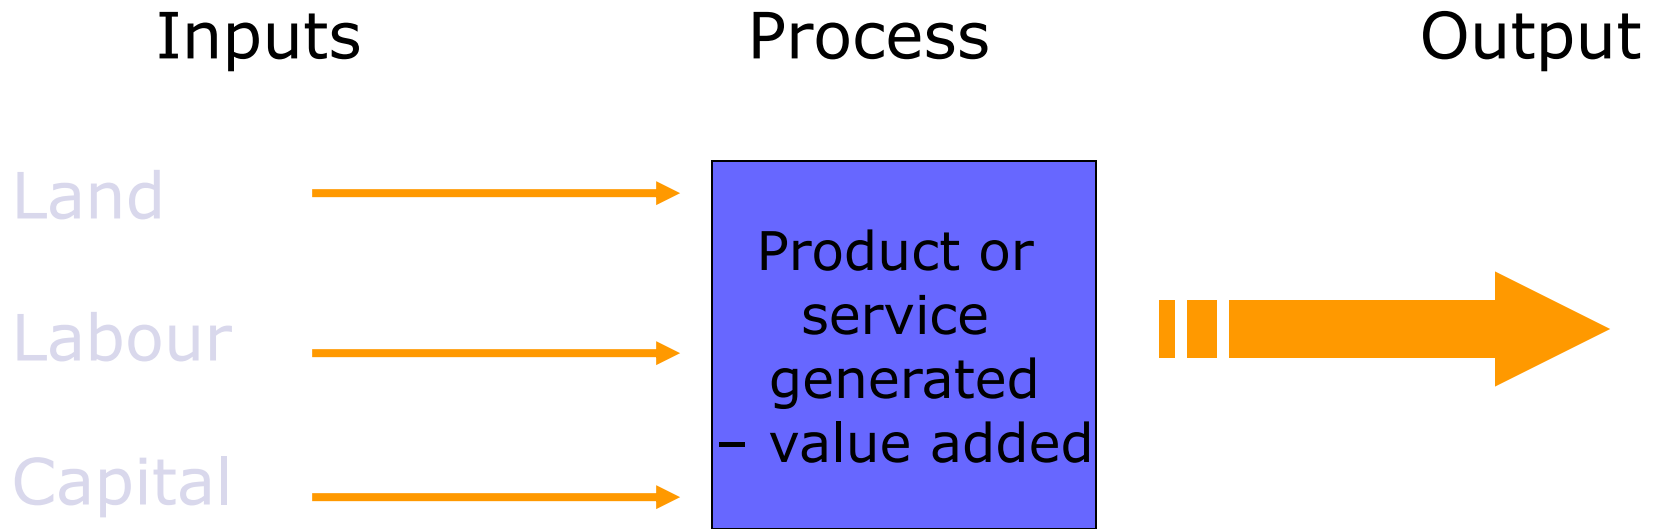 Inputs Process Output
Land
Labour
Capital
Product or
service
generated
– value added